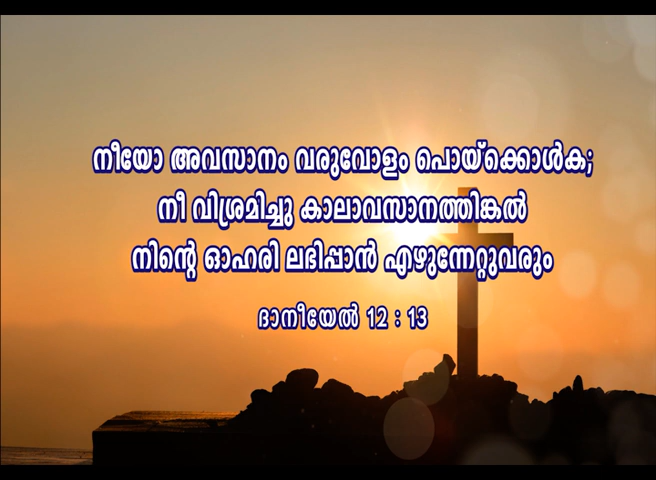 നീയോ അവസാനം വരുവോളം പൊയ്ക്കൊൾക;
നീ വിശ്രമിച്ചു കാലാവസാനത്തിങ്കൽ
നിന്റെ ഓഹരി ലഭിപ്പാൻ എഴുന്നേറ്റുവരും
ദാനീയേൽ 12 : 13